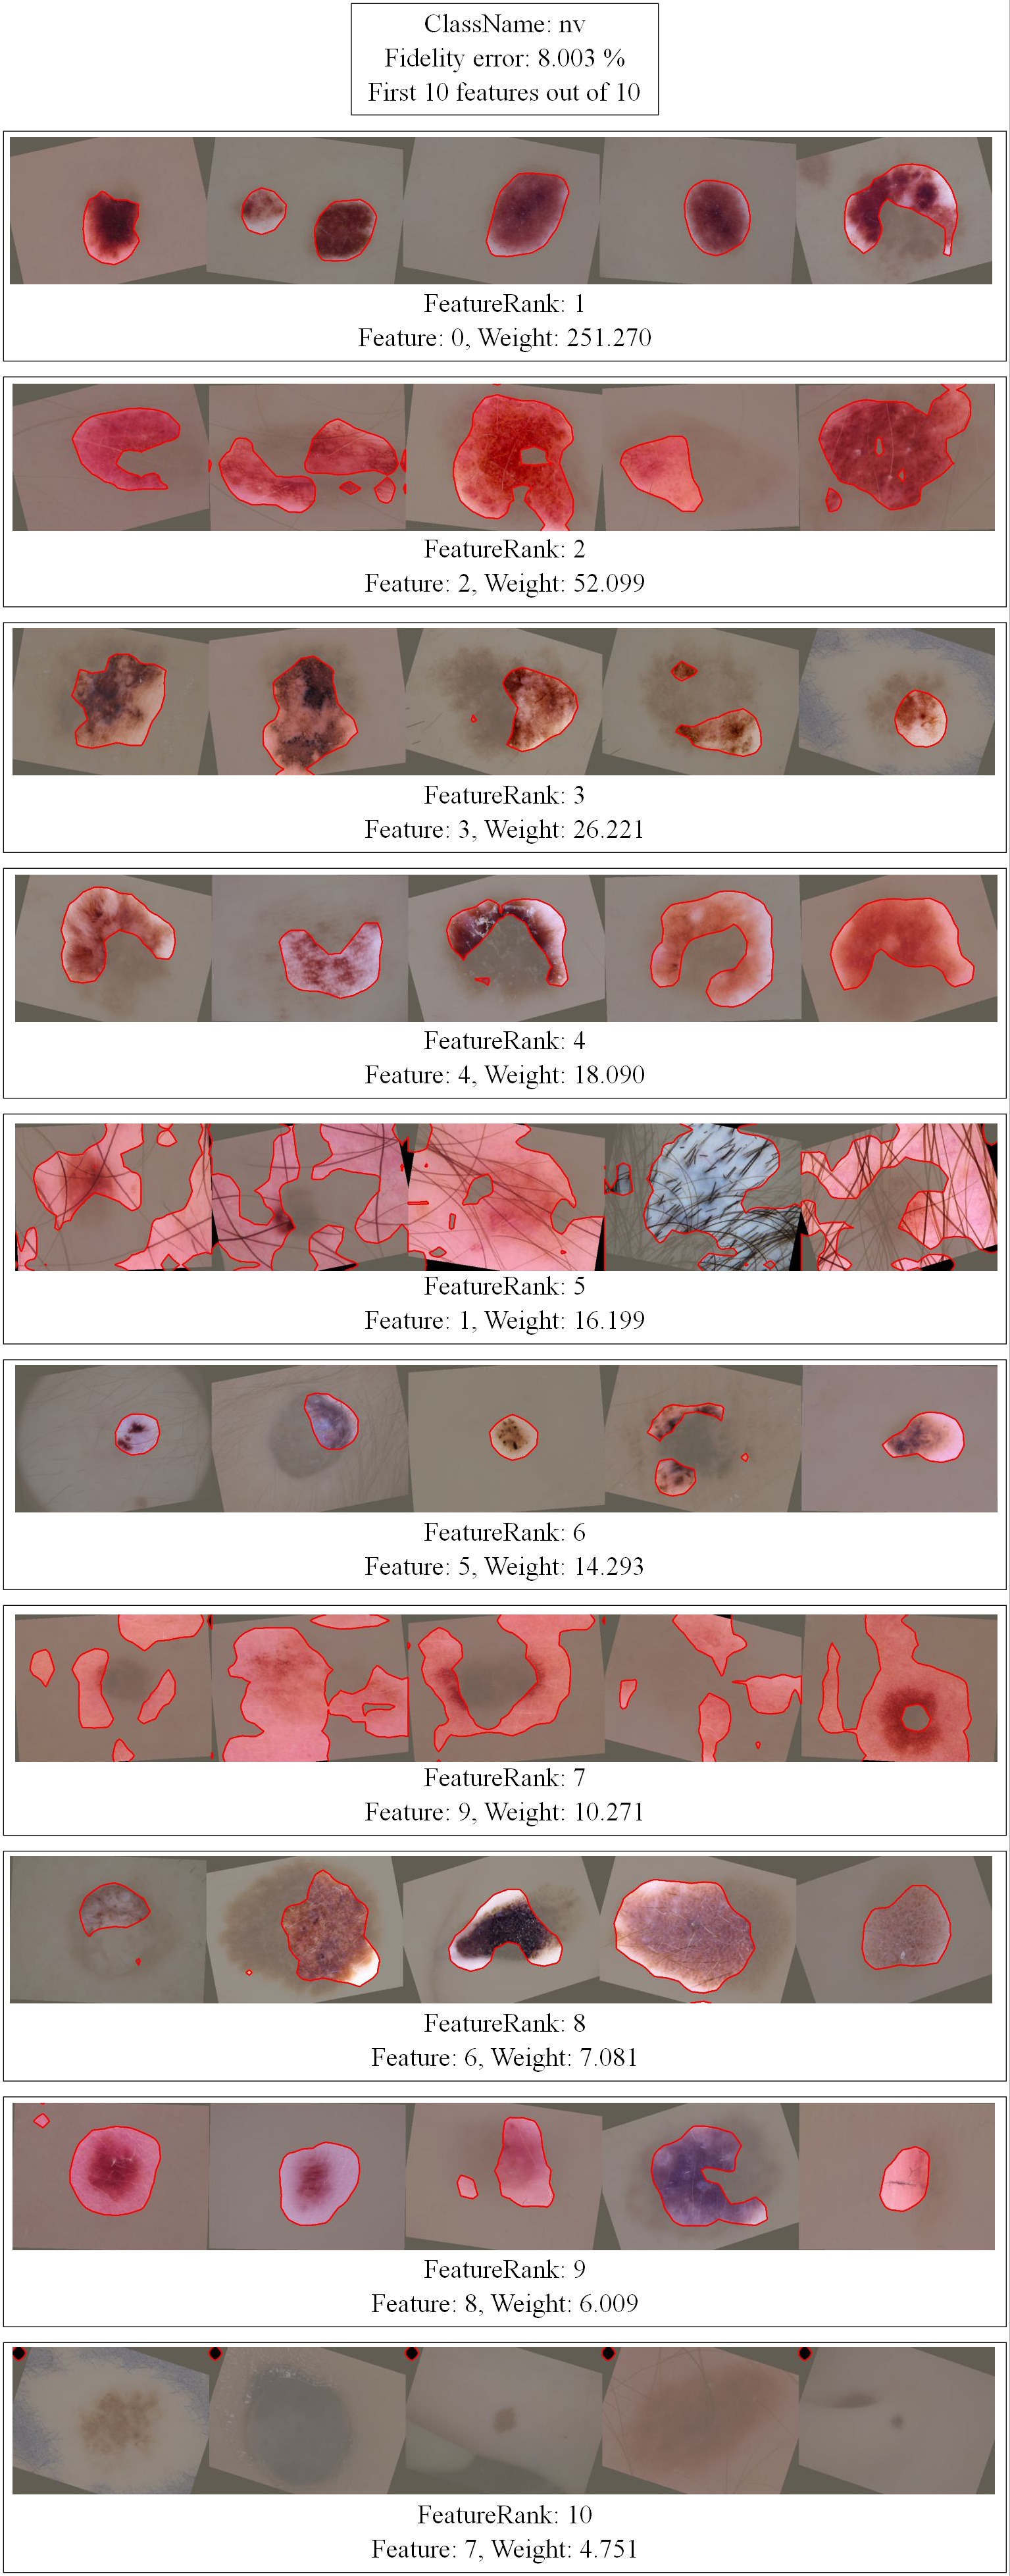 ClassName: nv
Fidelity error: 8.003 %
First 10 features out of 10
FeatureRank: 1
Feature: 0, Weight: 251.270
FeatureRank: 2
Feature: 2, Weight: 52.099
FeatureRank: 3
Feature: 3, Weight: 26.221
FeatureRank: 4
Feature: 4, Weight: 18.090
FeatureRank: 5
Feature: 1, Weight: 16.199
FeatureRank: 6
Feature: 5, Weight: 14.293
FeatureRank: 7
Feature: 9, Weight: 10.271
FeatureRank: 8
Feature: 6, Weight: 7.081
FeatureRank: 9
Feature: 8, Weight: 6.009
FeatureRank: 10
Feature: 7, Weight: 4.751